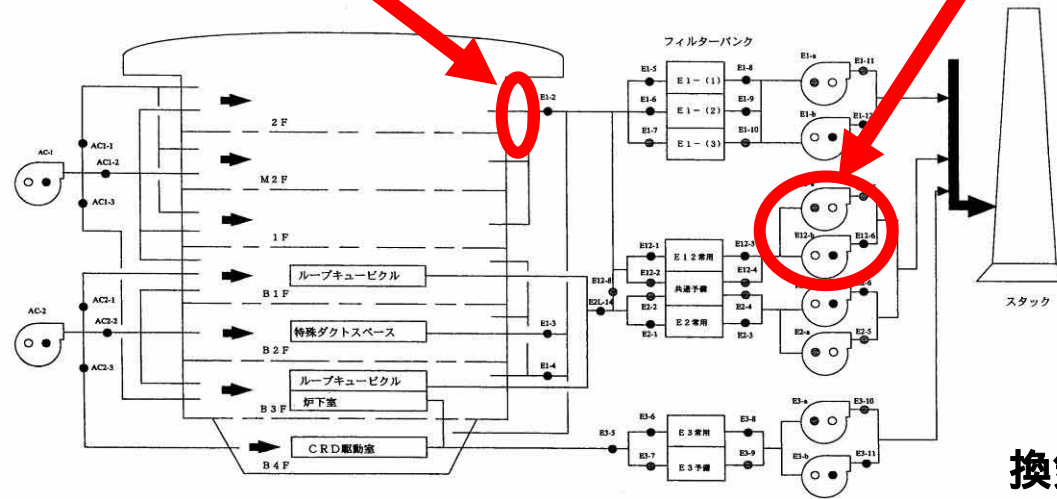 フィルターバンク
E1-a
E1-11
E1-5
E1-8
E１－（１）
E1-2
E1-6
E１－（２）
E1-9
E1-b
E1-7
E１－（３）
E1-10
２F
AC-1
AC1-1
AC1-2
M２F
AC1-3
１F
E12-b
E12-6
E12-1
E１２常用
E12-3
ループキュービクル
E12-8
E12-2
共通予備
E12-4
B１F
E2L-14
E2-2
E2-4
スタック
AC-2
AC2-1
AC2-2
特殊ダクトスペース
E1-3
E2-1
E２常用
E2-3
E2-a
E2-5
B２F
AC2-3
E1-4
ループキュービクル
炉下室
B３F
E3-a
E3-10
E3-6
E3-8
E3-5
E３常用
CRD駆動室
E3-7
E３予備
E3-9
E3-b
E3-11
B４F
換